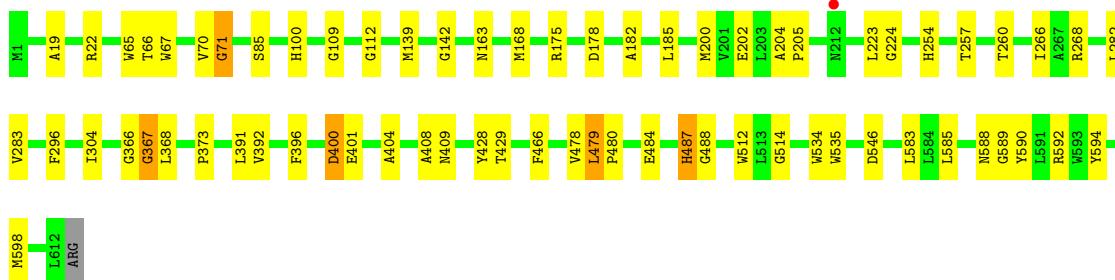 M1 A19 R22 W65 T66 W67 V70 G71 S85 H100 G109 G112 M139 G142 N163 M168 R175 D178 A182 L185 M200 V201 E202 L203 A204 P205 N212 L223 G224 H254 T257 T260 I266 A267 R268
V283 F296 I304 G366 G367 L368 P373 L391 V392 F396 D400 E401 A404 A408 N409 Y428 T429 F466 V478 L479 P480 E484 H487 G488 W512 L513 G514 W534 W535 D546 L583 L584 L585 N588 G589 Y590 L591 R592 W593 Y594
M598 L612 ARG